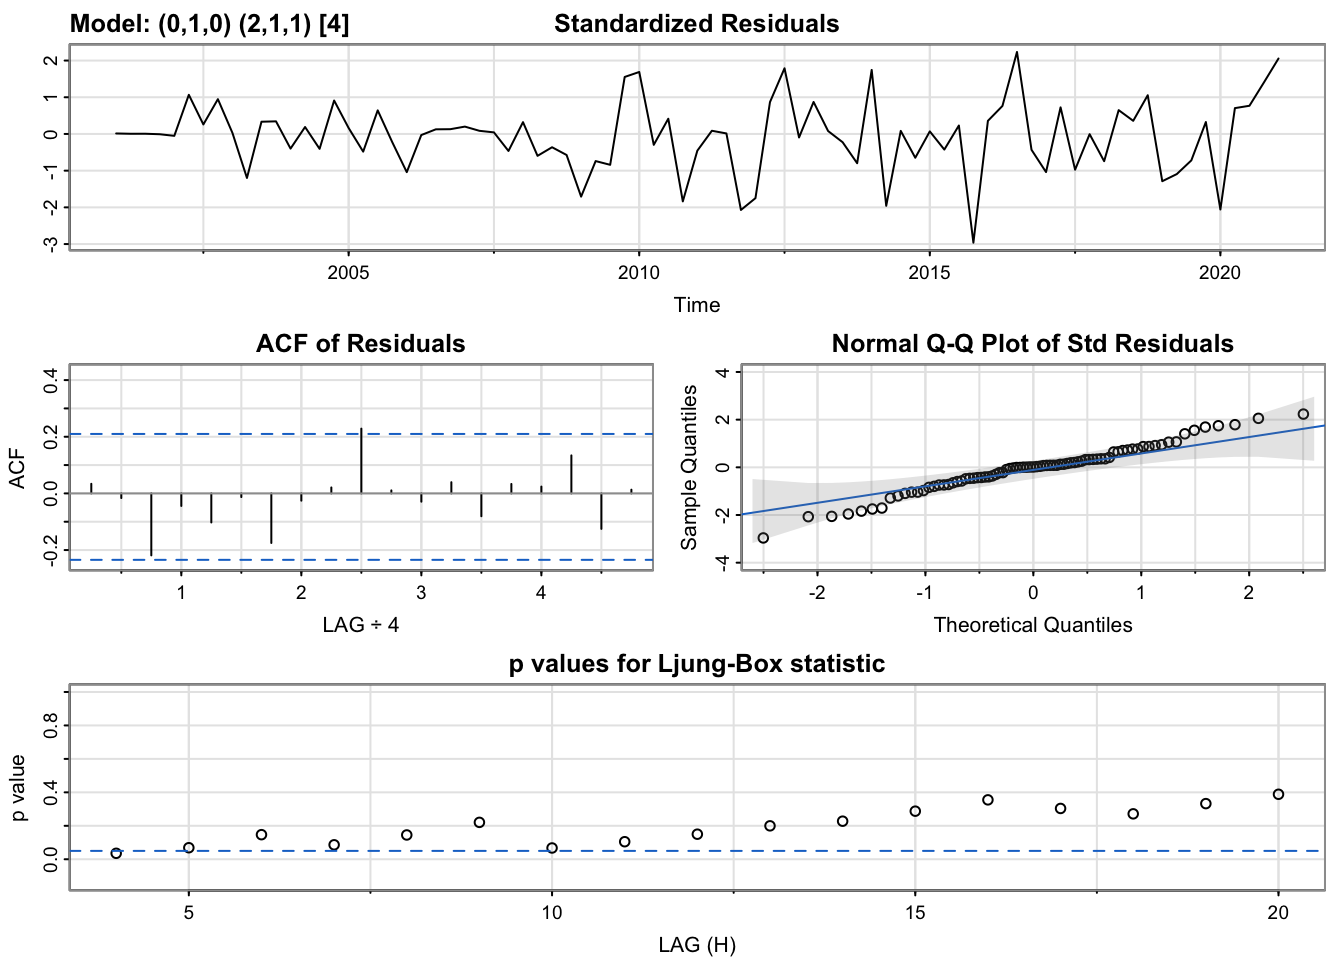 Model: (0,1,0) (2,1,1) [4]
Standardized Residuals
2
1
0
-1
-2
-3
2005 2010 2015 2020
Time
ACF of Residuals
ACF
0.4
0.2
0.0
-0.2
1 2 3 4
LAG ÷ 4
Normal Q-Q Plot of Std Residuals
Sample Quantiles
4
2
0
-2
-4
-2 -1 0 1 2
Theoretical Quantiles
p values for Ljung-Box statistic
p value
0.8
0.4
0.0
5 10 15 20
LAG (H)